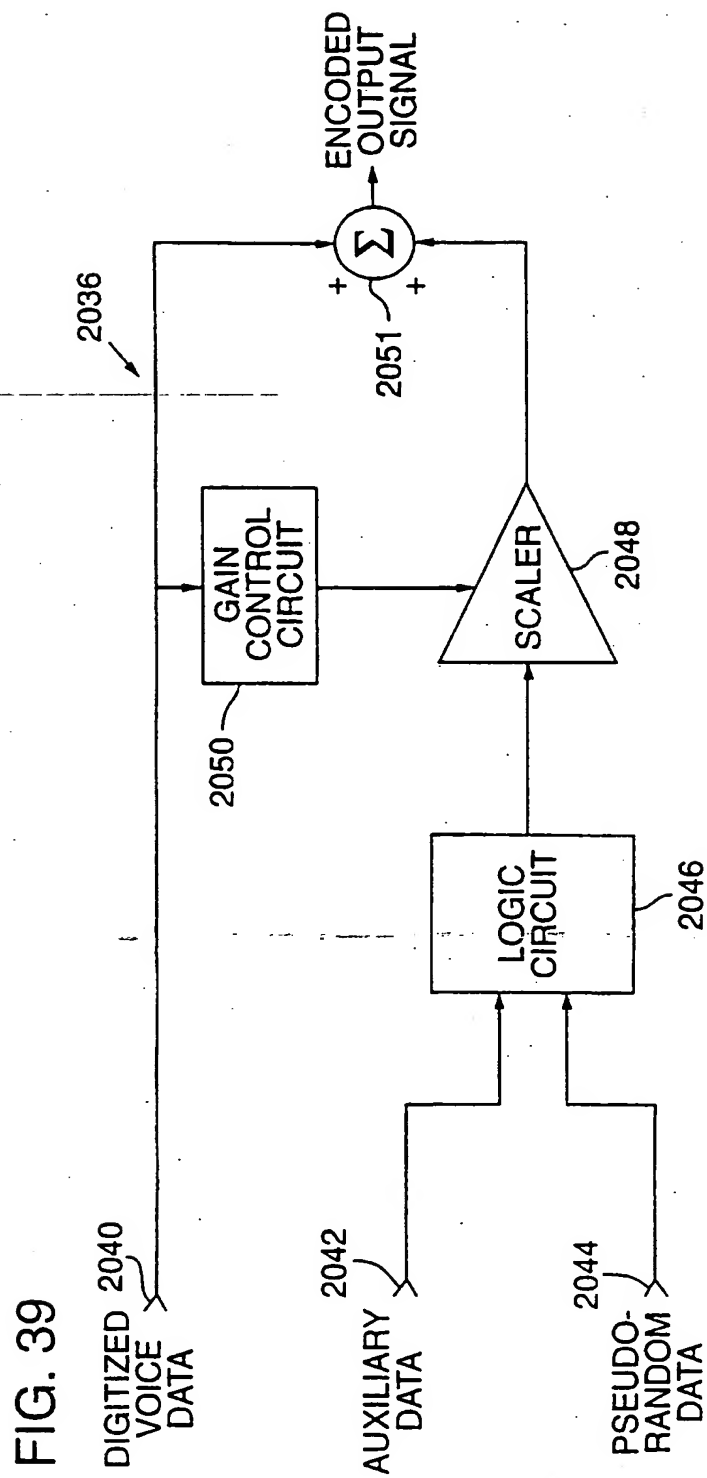 FIG. 39
DIGITIZED
VOICE
DATA
2040
2036
GAIN
CONTROL
CIRCUIT
2050
ENCODED
OUTPUT
SIGNAL
Σ
+
+
2051
AUXILIARY
DATA
2042
LOGIC
CIRCUIT
2046
SCALER
2048
PSEUDO-
RANDOM
DATA
2044